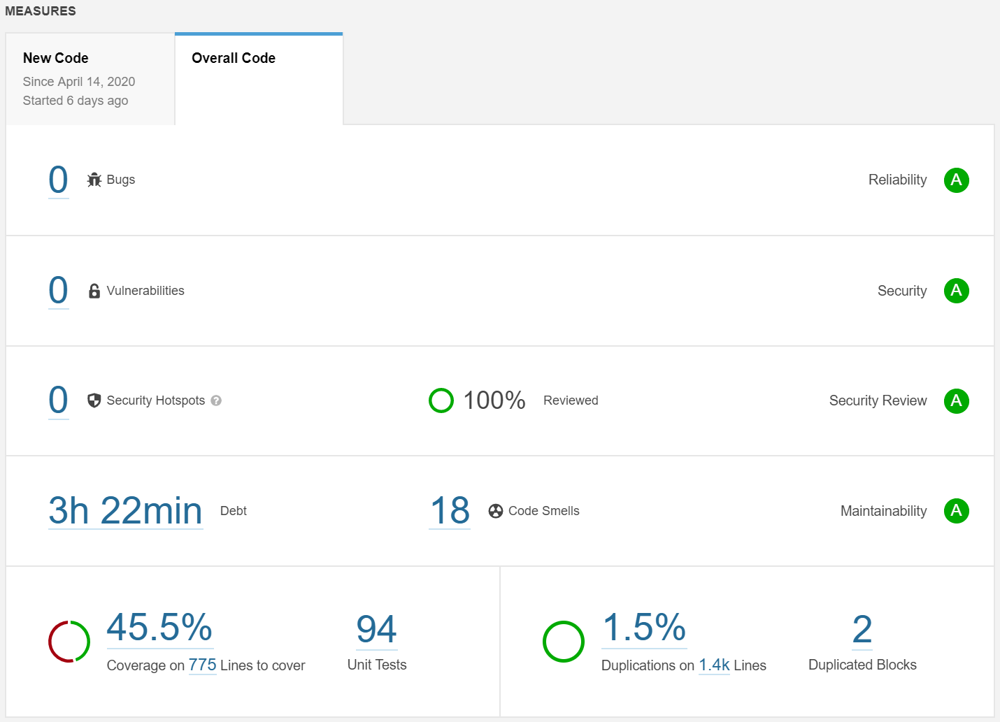 MEASURES
New Code
Since April 14, 2020
Started 6 days ago
Overall Code
0 Bugs Reliability A
0 Vulnerabilities Security A
0 Security Hotspots ? 100% Reviewed Security Review A
3h 22min Debt 18 Code Smells Maintainability A
45.5% 94 1.5% 2
Coverage on 775 Lines to cover Unit Tests Duplications on 1.4k Lines Duplicated Blocks